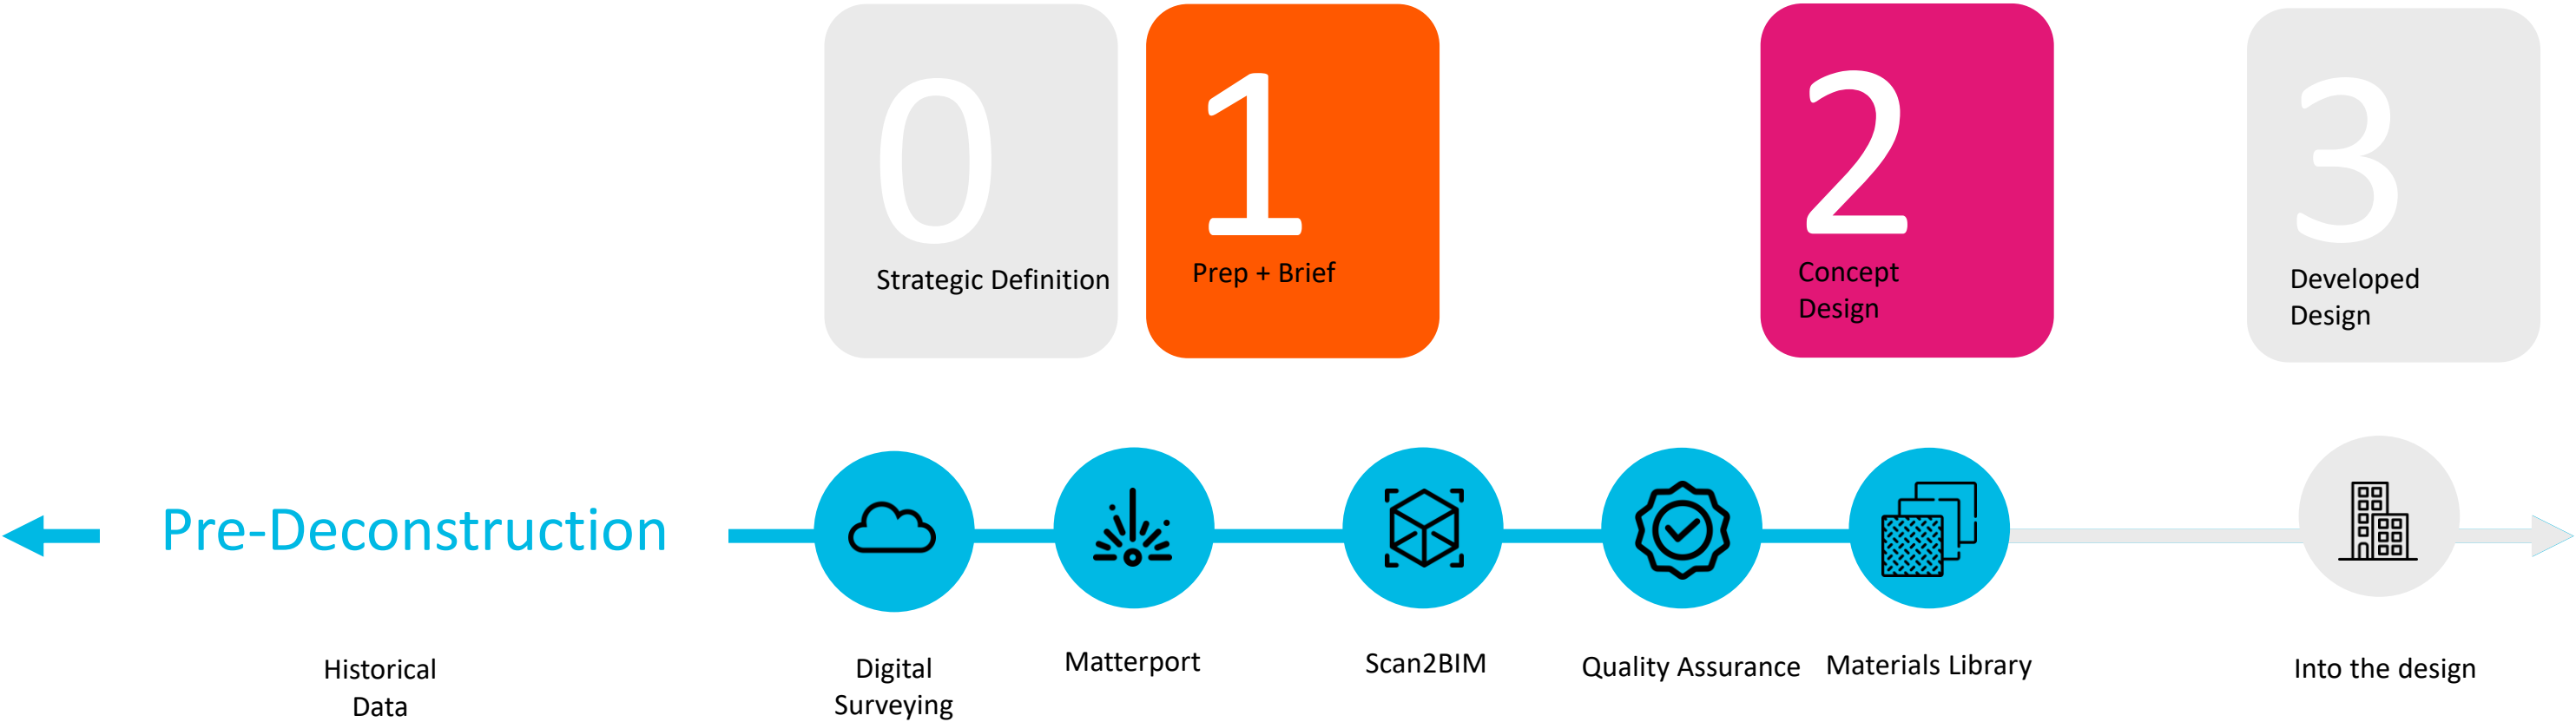 0
Strategic Definition
1
Prep + Brief
2
Concept
Design
3
Developed
Design
Pre-Deconstruction
Historical
Data
Digital
Surveying
Matterport
Scan2BIM
Quality Assurance
Materials Library
Into the design